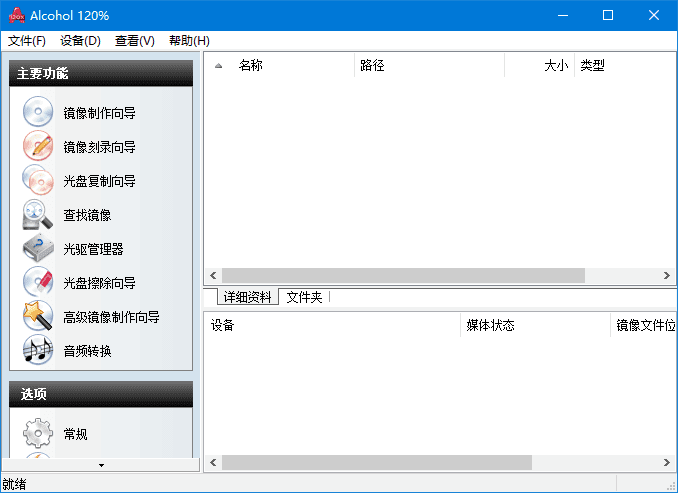 Alcohol 120%
文件(F) 设备(D) 查看(V) 帮助(H)
主要功能
镜像制作向导
镜像刻录向导
光盘复制向导
查找镜像
光驱管理器
光盘擦除向导
高级镜像制作向导
音频转换
选项
常规
名称 路径 大小 类型
详细资料 文件夹
设备 媒体状态 镜像文件位
就绪